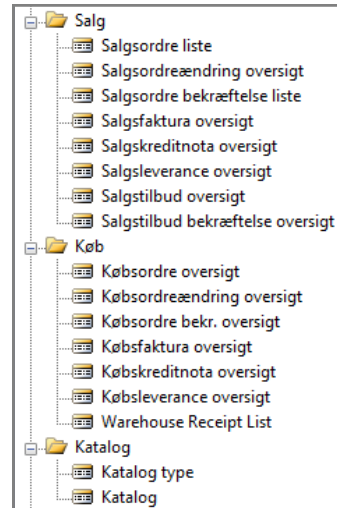 Salg
Salgsordre liste
Salgsordreændring oversigt
Salgsordre bekræftelse liste
Salgsfaktura oversigt
Salgskreditnota oversigt
Salgsleverance oversigt
Salgstilbud oversigt
Salgstilbud bekræftelse oversigt
Køb
Købsordre oversigt
Købsordreændring oversigt
Købsordre bekr. oversigt
Købsfaktura oversigt
Købskreditnota oversigt
Købsleverance oversigt
Warehouse Receipt List
Katalog
Katalog type
Katalog